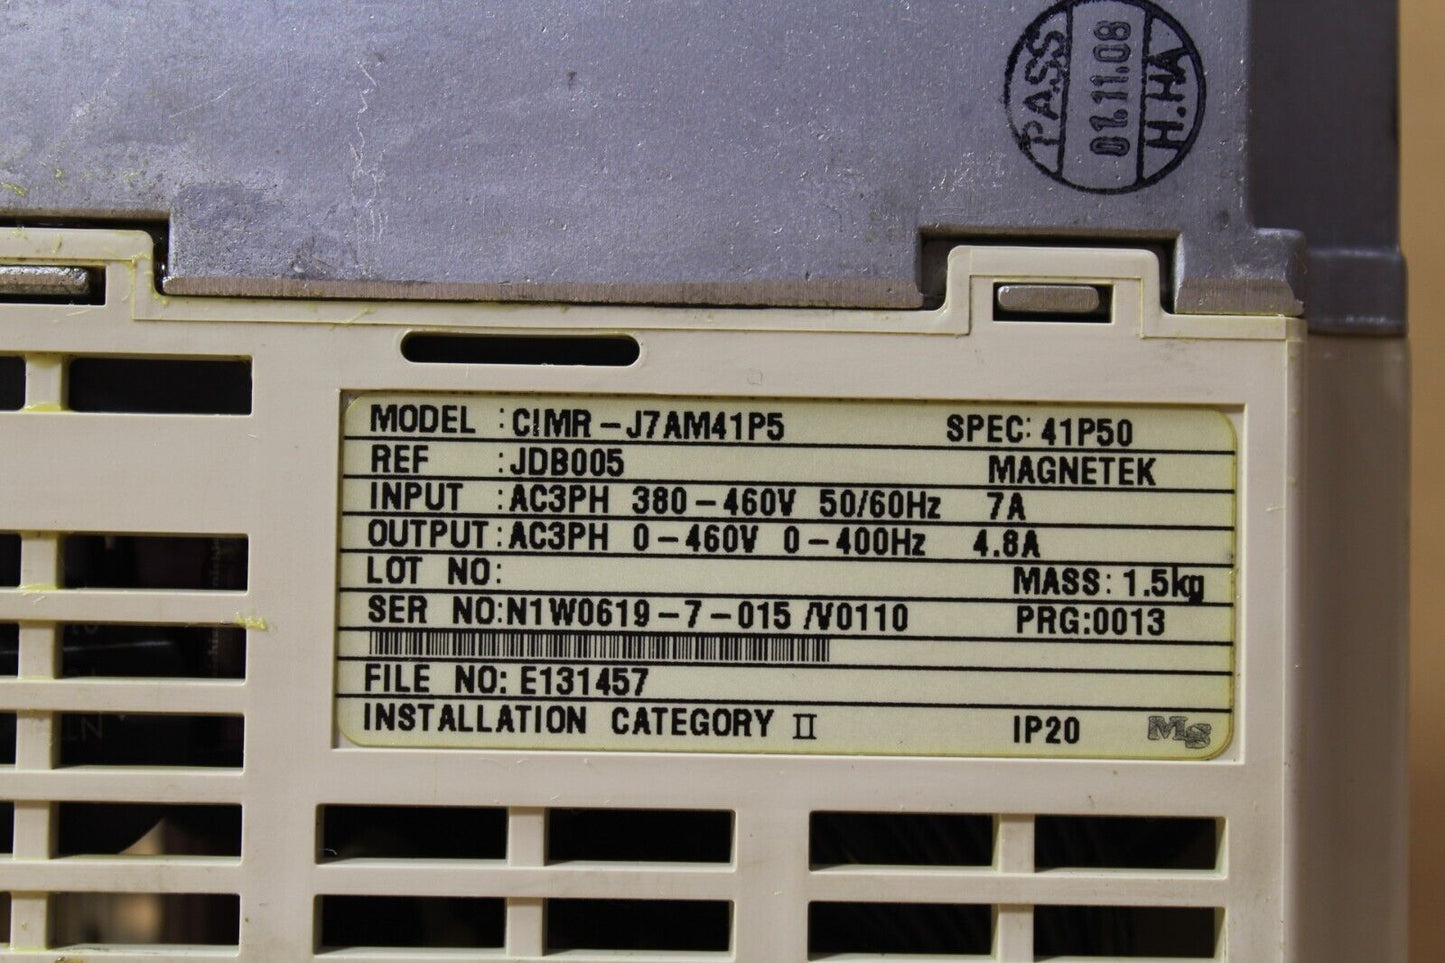 PASS
01.11.08
H.HA
MODEL :CIMR-J7AM41P5 SPEC:41P50
REF :JDB005 MAGNETEK
INPUT :AC3PH 380-460V 50/60Hz 7A
OUTPUT:AC3PH 0-460V 0-400Hz 4.8A
LOT NO: MASS:1.5kg
SER NO:N1W0619-7-015 /V0110 PRG:0013
FILE NO:E131457
INSTALLATION CATEGORY II IP20 MS